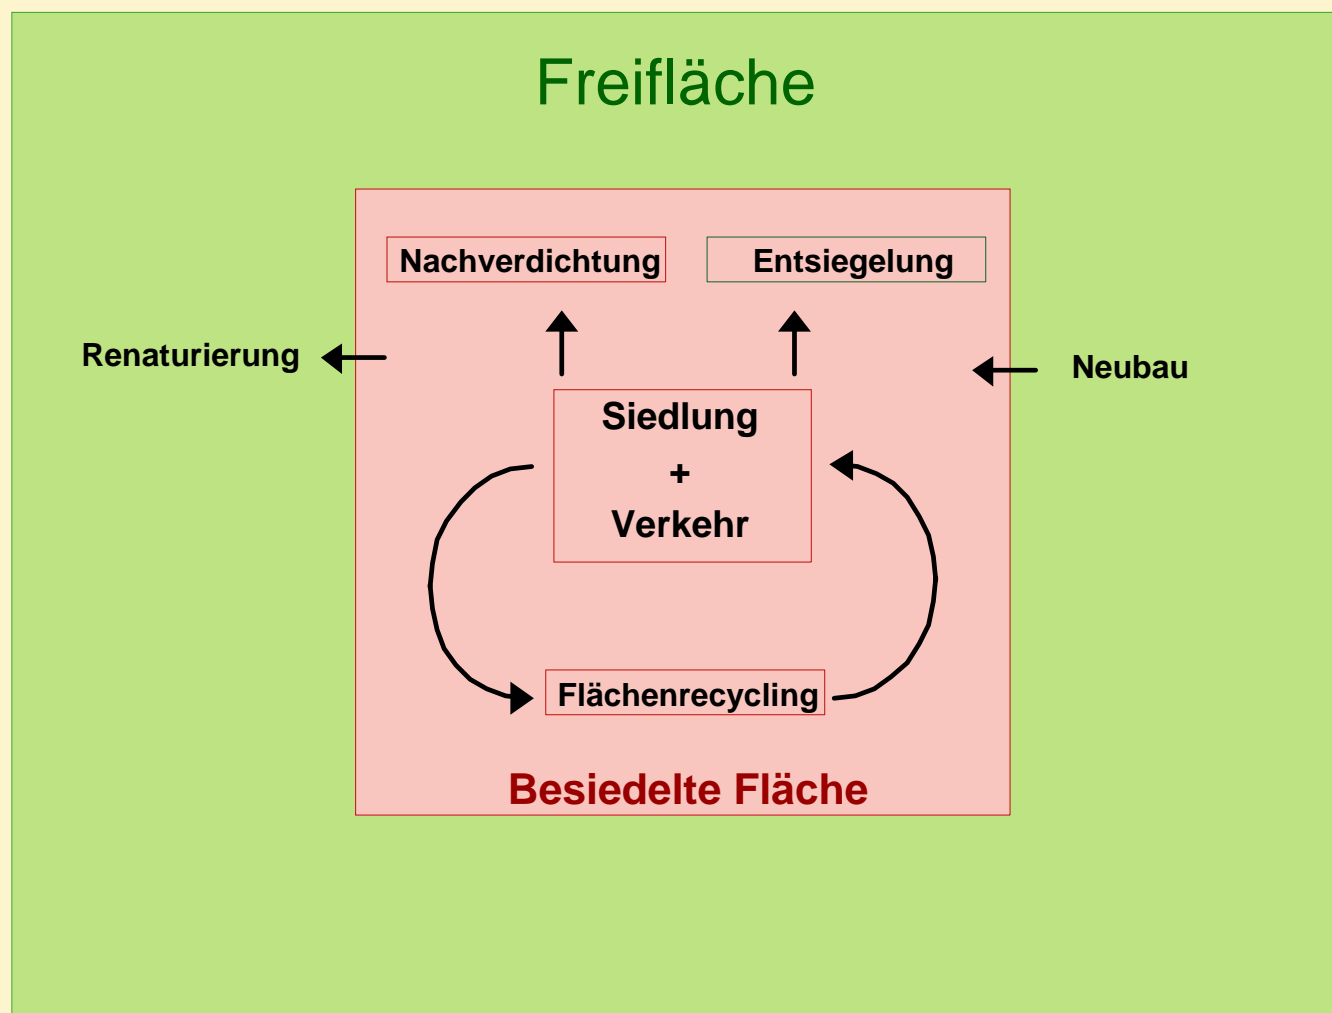 Freifläche
Nachverdichtung
Entsiegelung
Renaturierung
Neubau
Siedlung
+
Verkehr
Flächenrecycling
Besiedelte Fläche